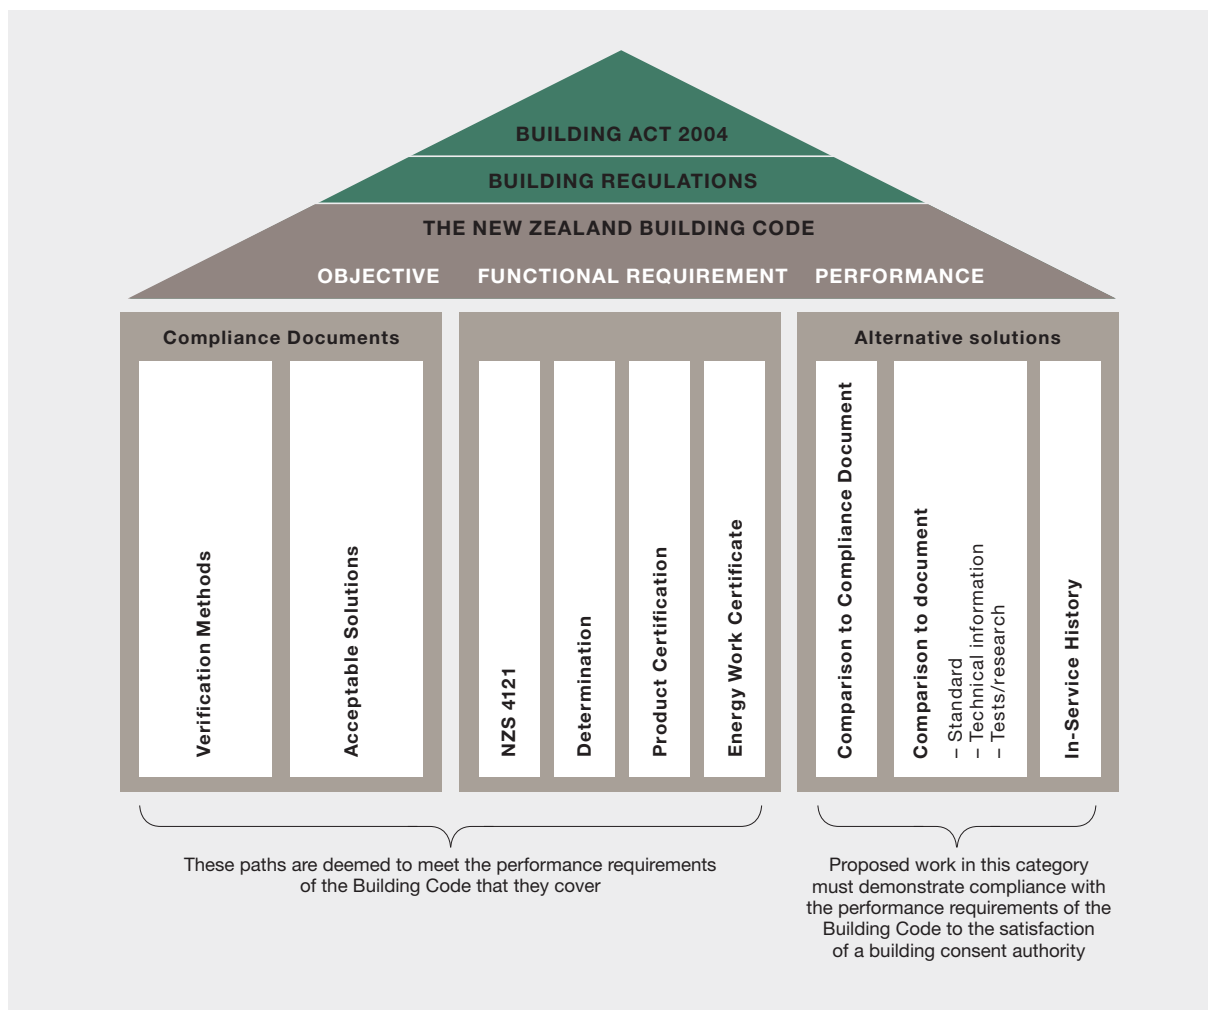 BUILDING ACT 2004
BUILDING REGULATIONS
THE NEW ZEALAND BUILDING CODE
OBJECTIVE FUNCTIONAL REQUIREMENT PERFORMANCE
Compliance Documents
Verification Methods
Acceptable Solutions
NZS 4121
Determination
Product Certification
Energy Work Certificate
Alternative solutions
Comparison to Compliance Document
Comparison to document
– Standard
– Technical information
– Tests/research
In-Service History
These paths are deemed to meet the performance requirements
of the Building Code that they cover
Proposed work in this category
must demonstrate compliance with
the performance requirements of the
Building Code to the satisfaction
of a building consent authority